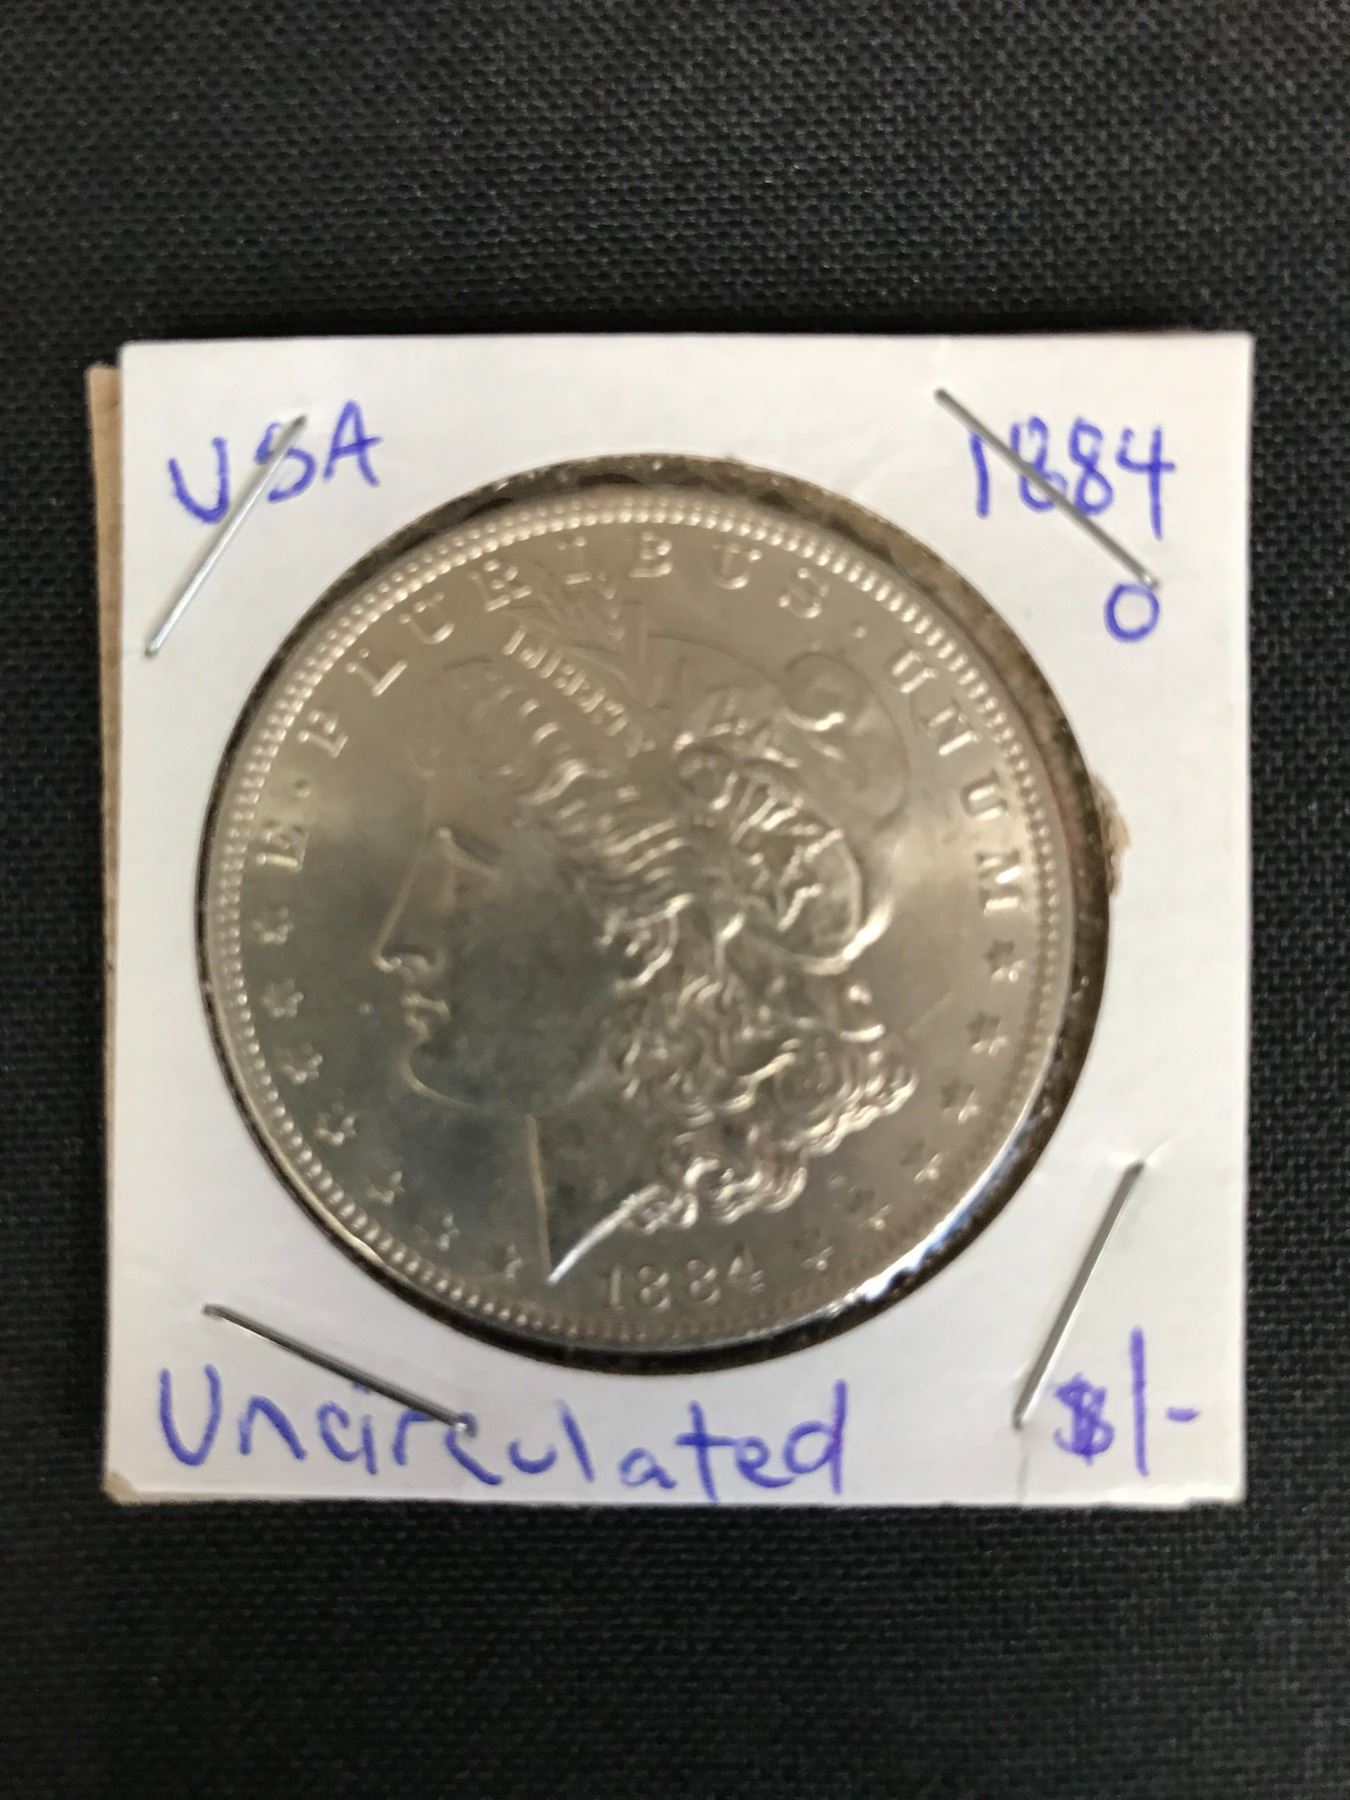 USA
1884
O
E·PLURIBUS·UNUM
LIBERTY
1884
Uncirculated
$1-